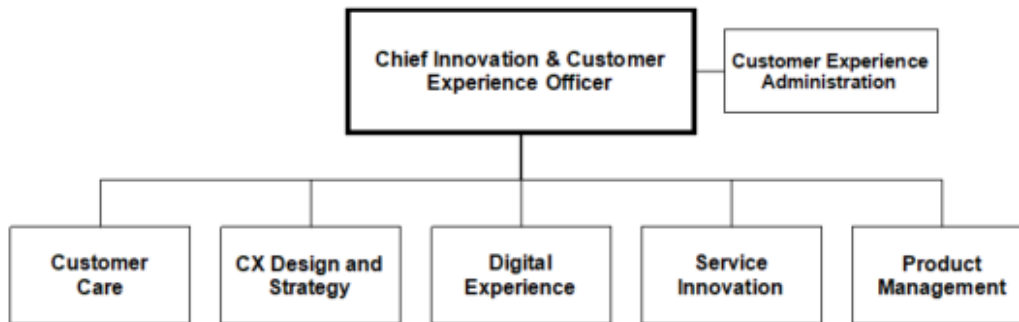 Chief Innovation & Customer
Experience Officer
Customer Experience
Administration
Customer
Care
CX Design and
Strategy
Digital
Experience
Service
Innovation
Product
Management